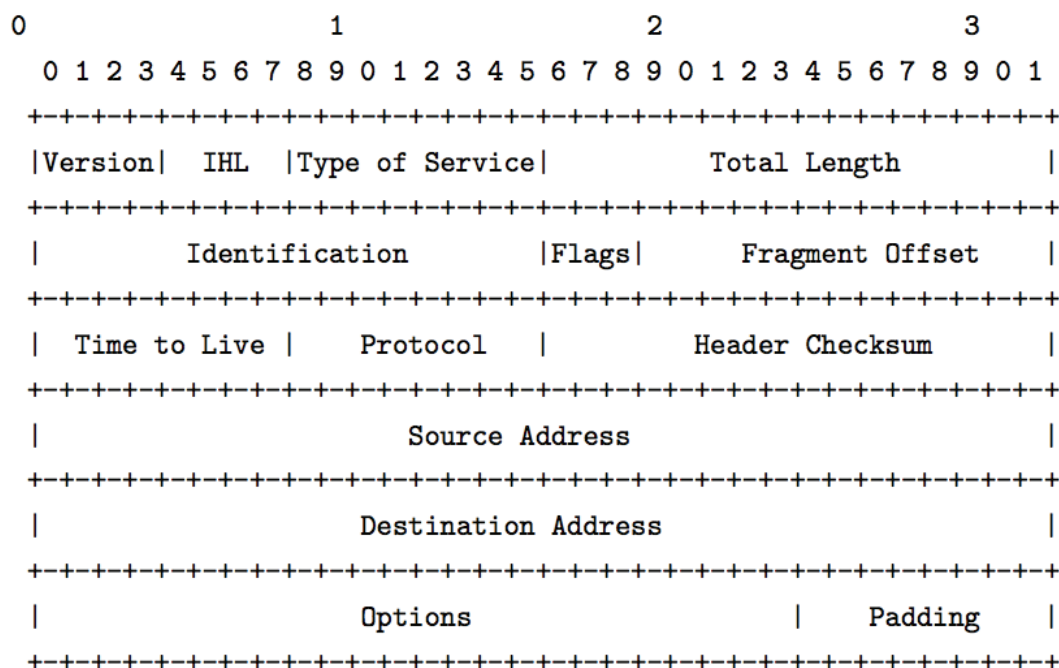 0                   1                   2                   3
 0 1 2 3 4 5 6 7 8 9 0 1 2 3 4 5 6 7 8 9 0 1 2 3 4 5 6 7 8 9 0 1
+-+-+-+-+-+-+-+-+-+-+-+-+-+-+-+-+-+-+-+-+-+-+-+-+-+-+-+-+-+-+-+-+
|Version|  IHL  |Type of Service|          Total Length         |
+-+-+-+-+-+-+-+-+-+-+-+-+-+-+-+-+-+-+-+-+-+-+-+-+-+-+-+-+-+-+-+-+
|         Identification        |Flags|      Fragment Offset    |
+-+-+-+-+-+-+-+-+-+-+-+-+-+-+-+-+-+-+-+-+-+-+-+-+-+-+-+-+-+-+-+-+
|  Time to Live |    Protocol   |         Header Checksum       |
+-+-+-+-+-+-+-+-+-+-+-+-+-+-+-+-+-+-+-+-+-+-+-+-+-+-+-+-+-+-+-+-+
|                       Source Address                          |
+-+-+-+-+-+-+-+-+-+-+-+-+-+-+-+-+-+-+-+-+-+-+-+-+-+-+-+-+-+-+-+-+
|                    Destination Address                        |
+-+-+-+-+-+-+-+-+-+-+-+-+-+-+-+-+-+-+-+-+-+-+-+-+-+-+-+-+-+-+-+-+
|                    Options                    |    Padding    |
+-+-+-+-+-+-+-+-+-+-+-+-+-+-+-+-+-+-+-+-+-+-+-+-+-+-+-+-+-+-+-+-+